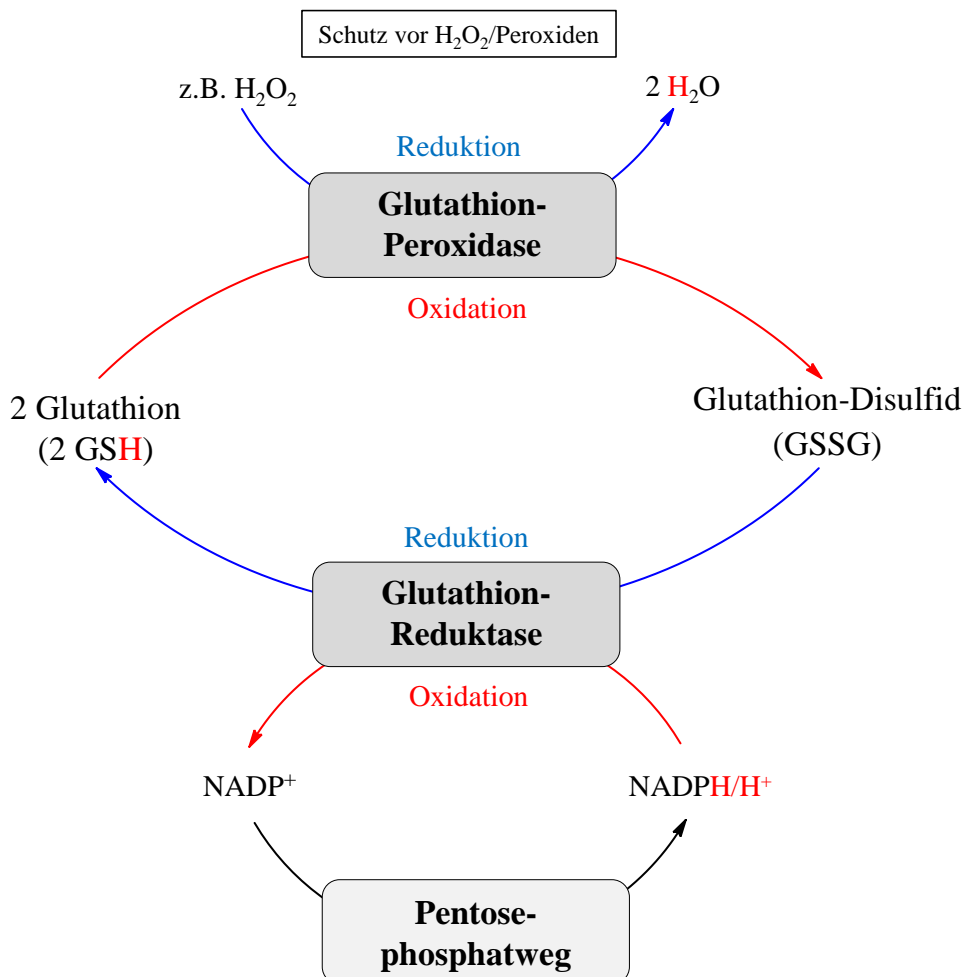 Schutz vor H₂O₂/Peroxiden
z.B. H₂O₂
2 H₂O
Reduktion
Glutathion-
Peroxidase
Oxidation
2 Glutathion
(2 GSH)
Glutathion-Disulfid
(GSSG)
Reduktion
Glutathion-
Reduktase
Oxidation
NADP⁺
NADPH/H⁺
Pentose-
phosphatweg